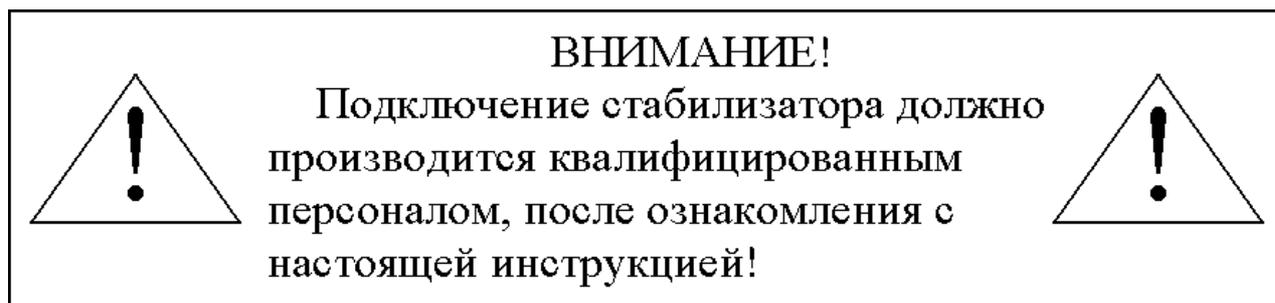 ВНИМАНИЕ!
Подключение стабилизатора должно
производится квалифицированным
персоналом, после ознакомления с
настоящей инструкцией!